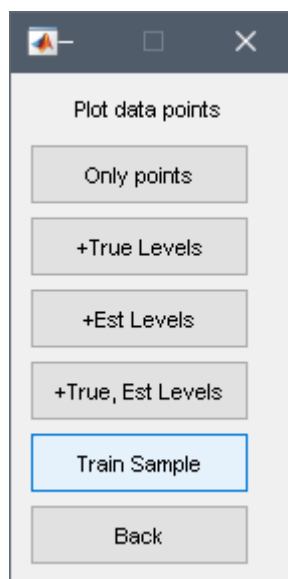 Plot data points
Only points
+True Levels
+Est Levels
+True, Est Levels
Train Sample
Back